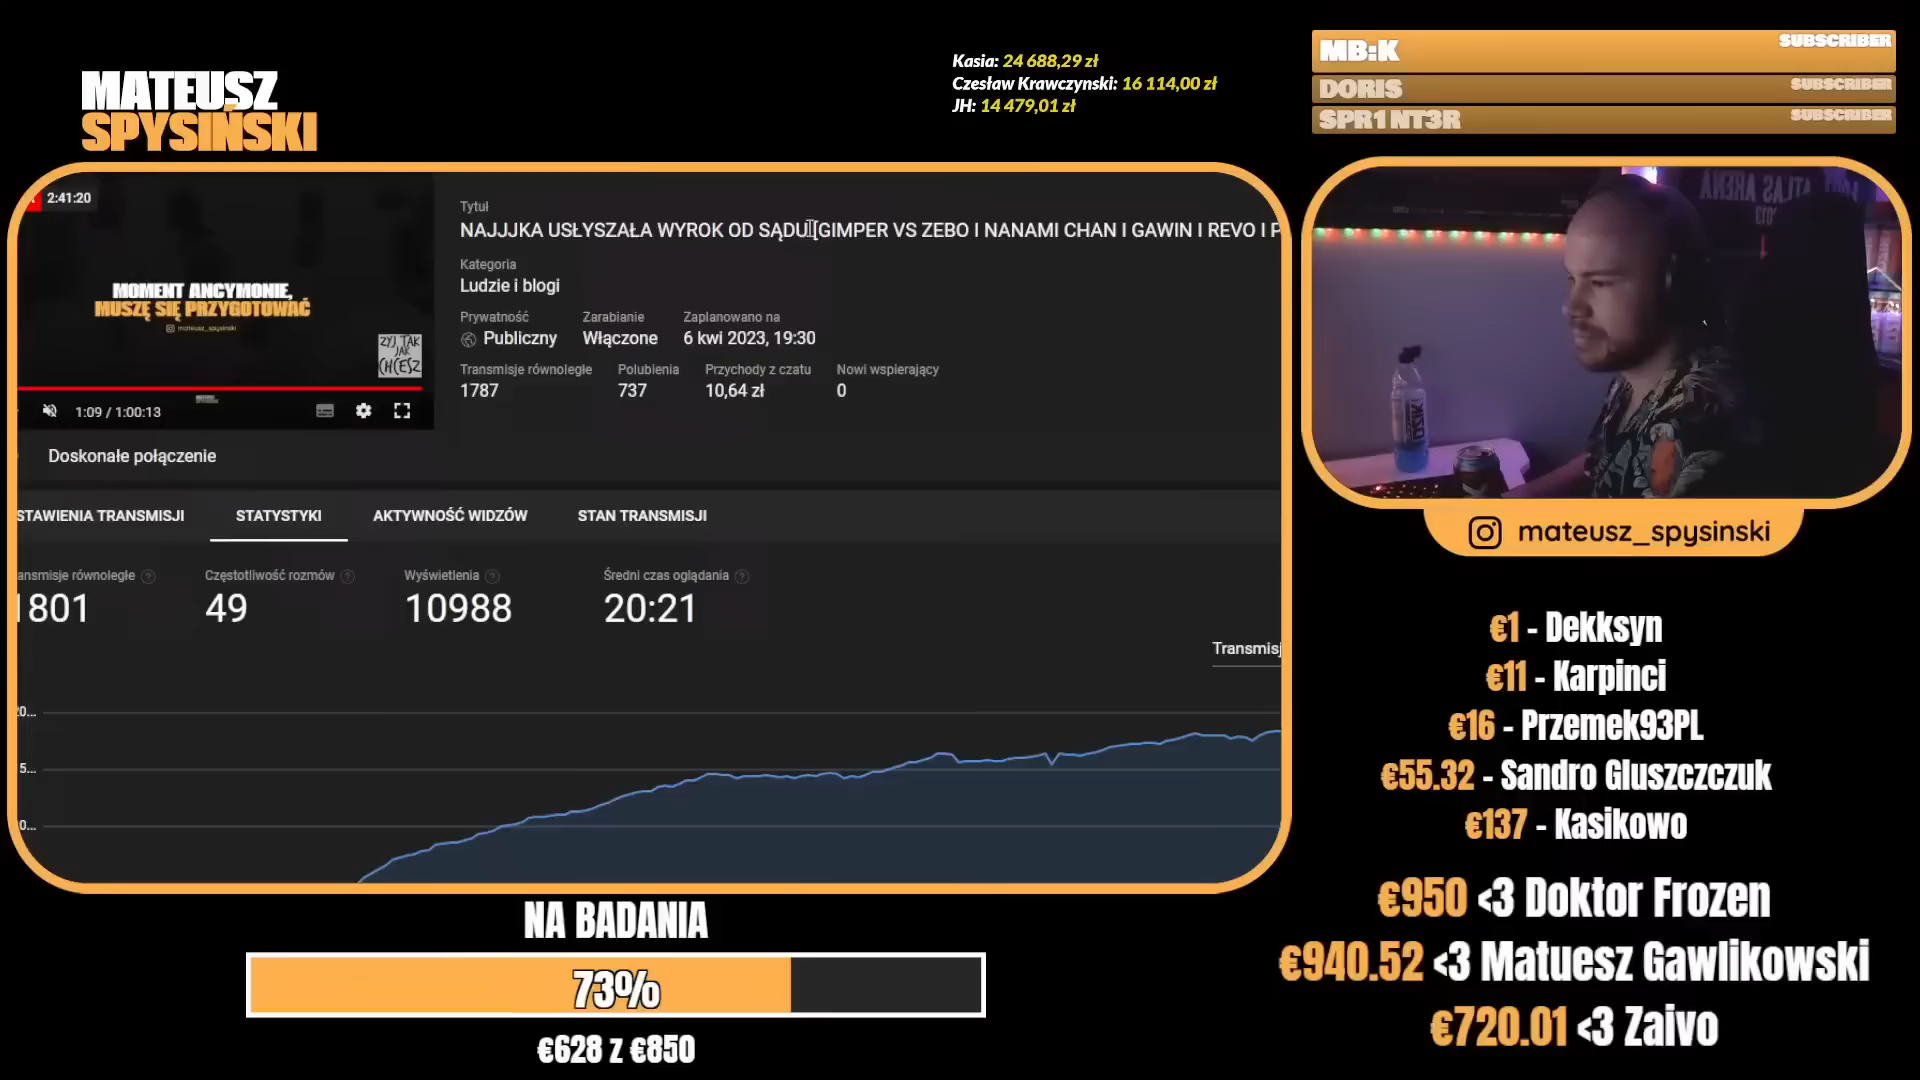 MATEUSZ
SPYSIŃSKI
Kasia: 24 688,29 zł
Czesław Krawczynski: 16 114,00 zł
JH: 14 479,01 zł
MB:K SUBSCRIBER
DORIS SUBSCRIBER
SPR1NT3R SUBSCRIBER
2:41:20
MOMENT ANCYMONIE,
MUSZĘ SIĘ PRZYGOTOWAĆ
mateusz_spysinski
ŻYJ TAK
JAK
CHCESZ
1:09 / 1:00:13
Tytuł
NAJJJKA USŁYSZAŁA WYROK OD SĄDU [GIMPER VS ZEBO I NANAMI CHAN I GAWIN I REVO I P
Kategoria
Ludzie i blogi
Prywatność Zarabianie Zaplanowano na
Publiczny Włączone 6 kwi 2023, 19:30
Transmisje równoległe Polubienia Przychody z czatu Nowi wspierający
1787 737 10,64 zł 0
Doskonałe połączenie
STAWIENIA TRANSMISJI STATYSTYKI AKTYWNOŚĆ WIDZÓW STAN TRANSMISJI
ansmisje równoległe Częstotliwość rozmów Wyświetlenia Średni czas oglądania
1801 49 10988 20:21
Transmisj
0...
5...
0...
ATLAS ARENA
mateusz_spysinski
€1 - Dekksyn
€11 - Karpinci
€16 - Przemek93PL
€55.32 - Sandro Gluszczczuk
€137 - Kasikowo
€950 <3 Doktor Frozen
€940.52 <3 Matuesz Gawlikowski
€720.01 <3 Zaivo
NA BADANIA
73%
€628 z €850